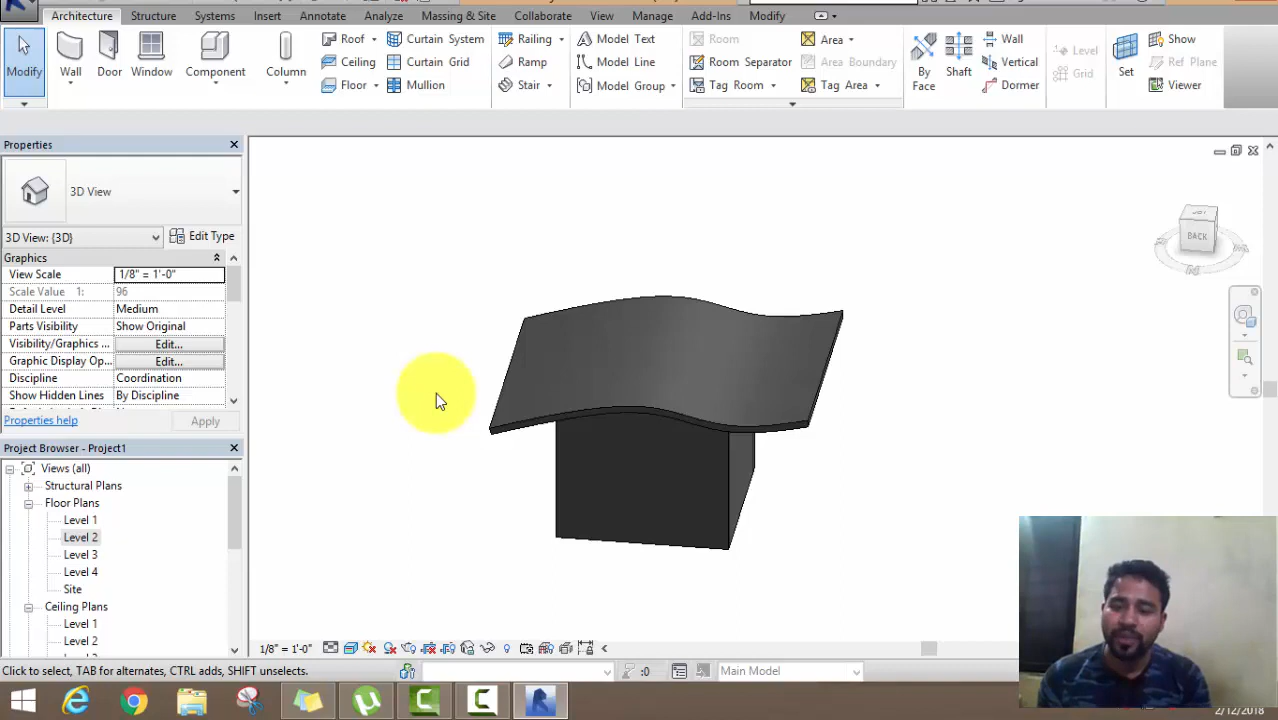 Architecture Structure Systems Insert Annotate Analyze Massing & Site Collaborate View Manage Add-Ins Modify
Modify Wall Door Window Component Column
Roof Curtain System Railing Model Text Room Area Wall Show
Ceiling Curtain Grid Ramp Model Line Room Separator Area Boundary Vertical Level Ref Plane
Floor Mullion Stair Model Group Tag Room Tag Area Dormer Grid Viewer
By Face Shaft Set
Properties
3D View
3D View: {3D} Edit Type
Graphics
View Scale 1/8" = 1'-0"
Scale Value 1: 96
Detail Level Medium
Parts Visibility Show Original
Visibility/Graphics ... Edit...
Graphic Display Op... Edit...
Discipline Coordination
Show Hidden Lines By Discipline
Properties help Apply
Project Browser - Project1
Views (all)
Structural Plans
Floor Plans
Level 1
Level 2
Level 3
Level 4
Site
Ceiling Plans
Level 1
Level 2
BACK
1/8" = 1'-0"
Click to select, TAB for alternates, CTRL adds, SHIFT unselects.
:0
Main Model
2/12/2018